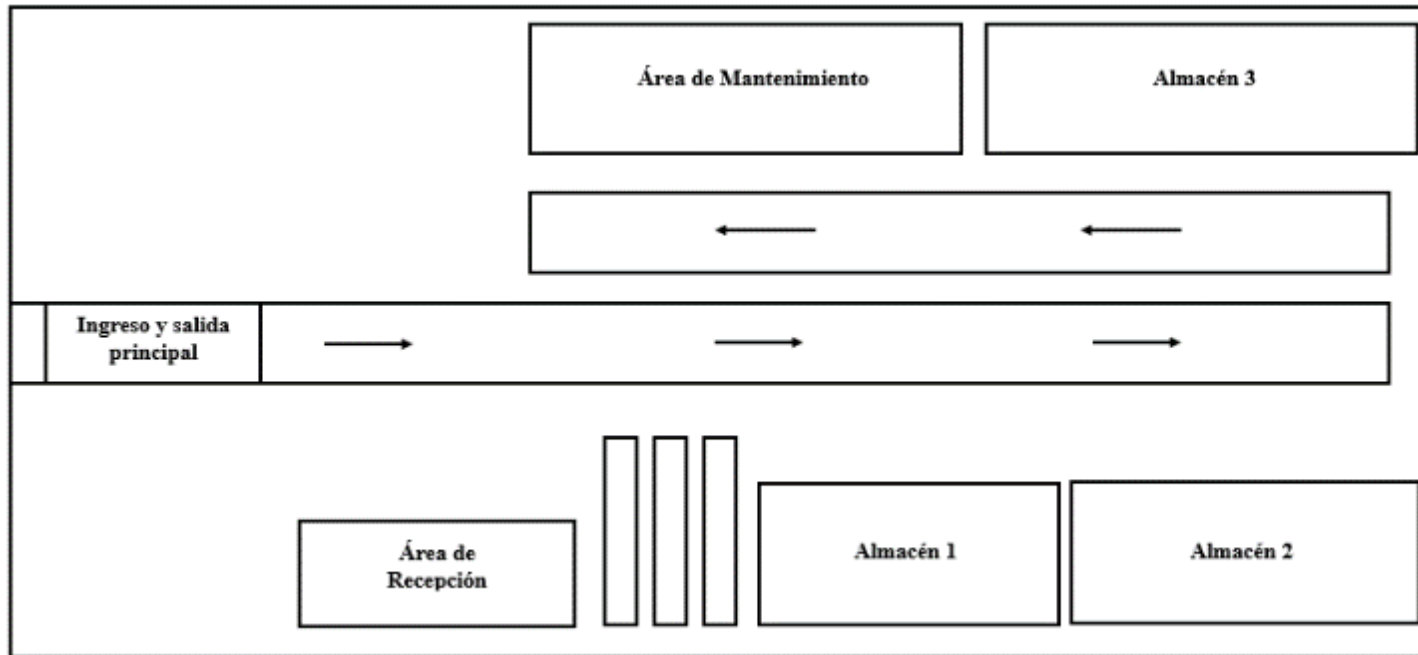 Área de Mantenimiento
Almacén 3
Ingreso y salida
principal
Área de
Recepción
Almacén 1
Almacén 2